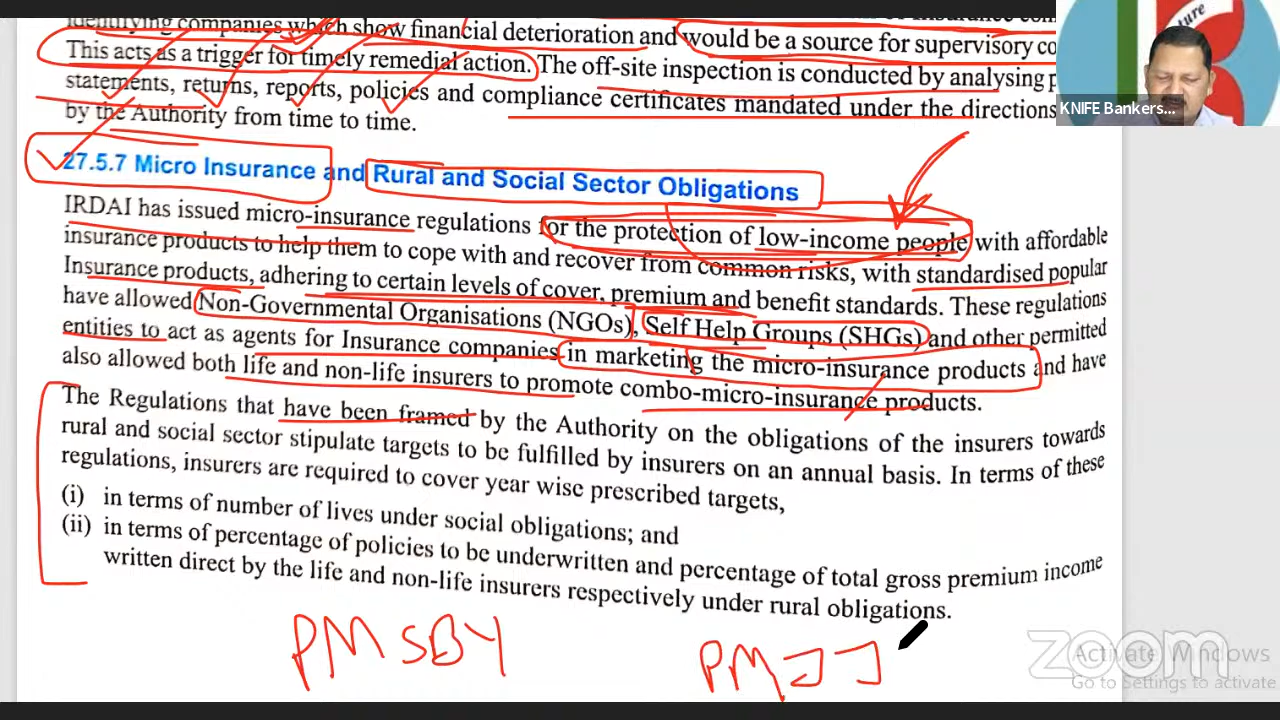 identifying companies which show financial deterioration and would be a source for supervisory co
This acts as a trigger for timely remedial action. The off-site inspection is conducted by analysing p
statements, returns, reports, policies and compliance certificates mandated under the directions
by the Authority from time to time.
KNIFE Bankers...
27.5.7 Micro Insurance and Rural and Social Sector Obligations
IRDAI has issued micro-insurance regulations for the protection of low-income people with affordable
insurance products to help them to cope with and recover from common risks, with standardised popular
Insurance products, adhering to certain levels of cover, premium and benefit standards. These regulations
have allowed Non-Governmental Organisations (NGOs), Self Help Groups (SHGs) and other permitted
entities to act as agents for Insurance companies in marketing the micro-insurance products and have
also allowed both life and non-life insurers to promote combo-micro-insurance products.
The Regulations that have been framed by the Authority on the obligations of the insurers towards
rural and social sector stipulate targets to be fulfilled by insurers on an annual basis. In terms of these
regulations, insurers are required to cover year wise prescribed targets,
(i) in terms of number of lives under social obligations; and
(ii) in terms of percentage of policies to be underwritten and percentage of total gross premium income
written direct by the life and non-life insurers respectively under rural obligations.
PMSBY PMJJ
zoom
Activate Windows
Go to Settings to activate